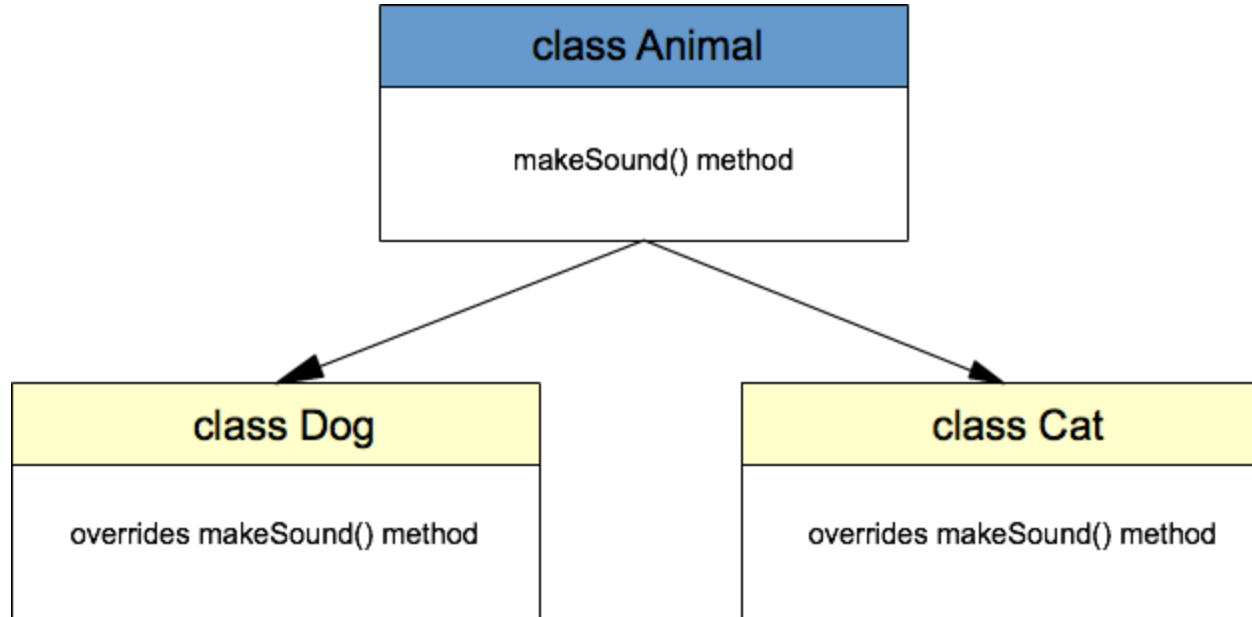 class Animal
makeSound() method
class Dog
class Cat
overrides makeSound() method
overrides makeSound() method